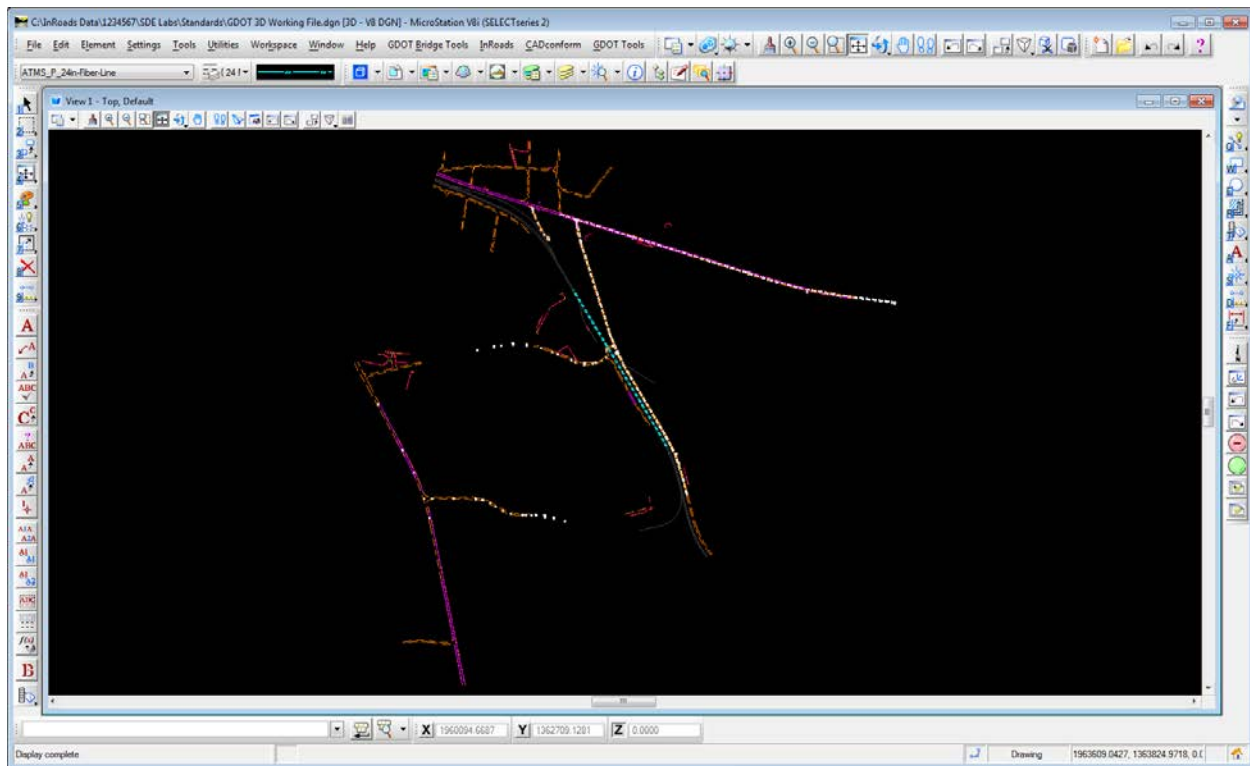 C:\InRoads Data\1234567\SDE Labs\Standards\GDOT 3D Working File.dgn [3D - V8 DGN] - MicroStation V8i (SELECTseries 2)
File Edit Element Settings Tools Utilities Workspace Window Help GDOT Bridge Tools InRoads CADconform GDOT Tools
ATMS_P_24in-Fiber-Line
View 1 - Top, Default
A
A
ABC
ABC
B
X 1960094.6687 Y 1362709.1281 Z 0.0000
Display complete
Drawing 1963609.0427, 1363824.9718, 0.(